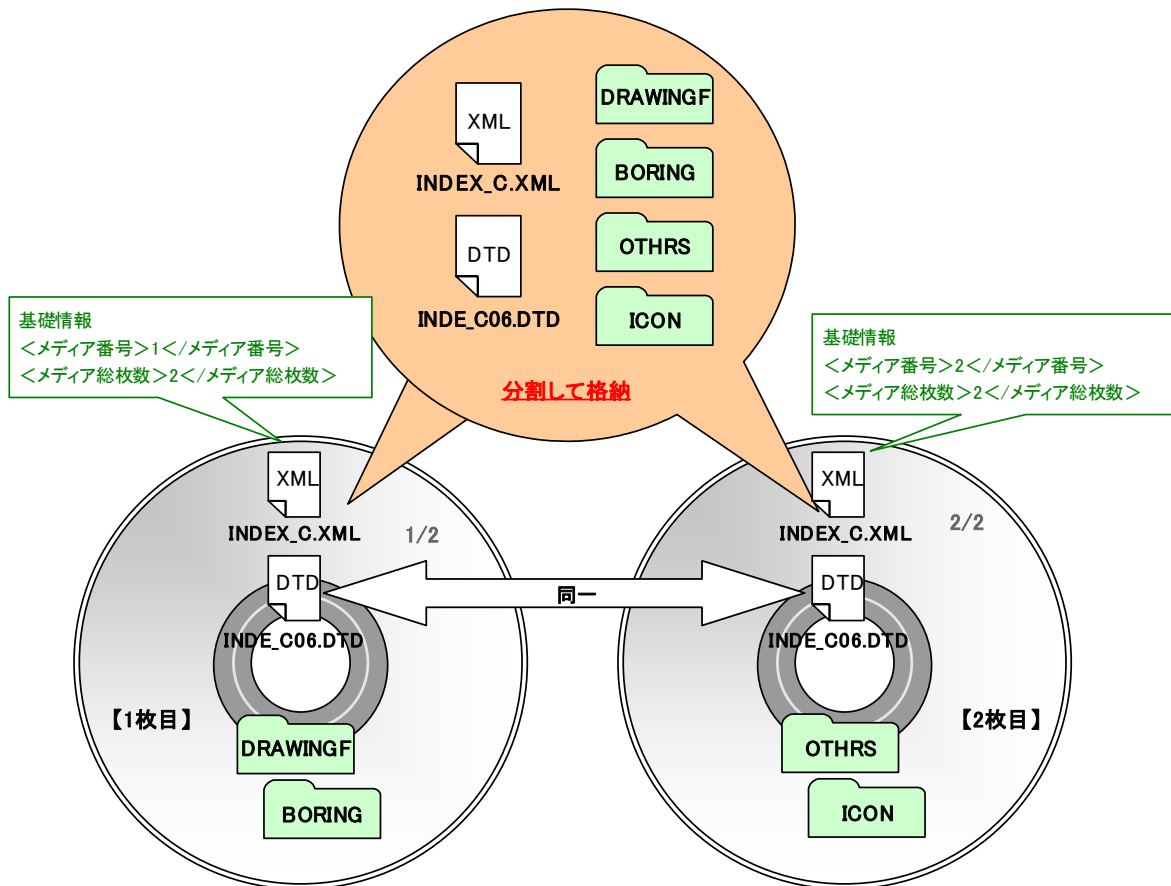 XML
INDEX_C.XML
DTD
INDE_C06.DTD
DRAWINGF
BORING
OTHRS
ICON
分割して格納
基礎情報
<メディア番号>1</メディア番号>
<メディア総枚数>2</メディア総枚数>
基礎情報
<メディア番号>2</メディア番号>
<メディア総枚数>2</メディア総枚数>
XML
INDEX_C.XML
1/2
DTD
INDE_C06.DTD
【1枚目】
DRAWINGF
BORING
同一
XML
INDEX_C.XML
2/2
DTD
INDE_C06.DTD
【2枚目】
OTHRS
ICON